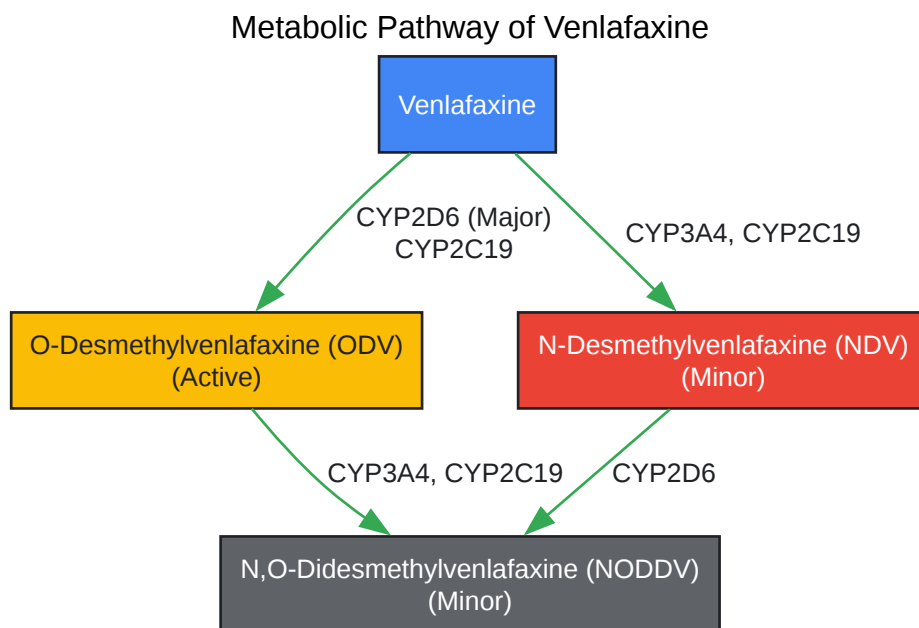 Metabolic Pathway of Venlafaxine
Venlafaxine
CYP2D6 (Major)
CYP2C19
CYP3A4, CYP2C19
O-Desmethylvenlafaxine (ODV)
(Active)
N-Desmethylvenlafaxine (NDV)
(Minor)
CYP3A4, CYP2C19
CYP2D6
N,O-Didesmethylvenlafaxine (NODDV)
(Minor)